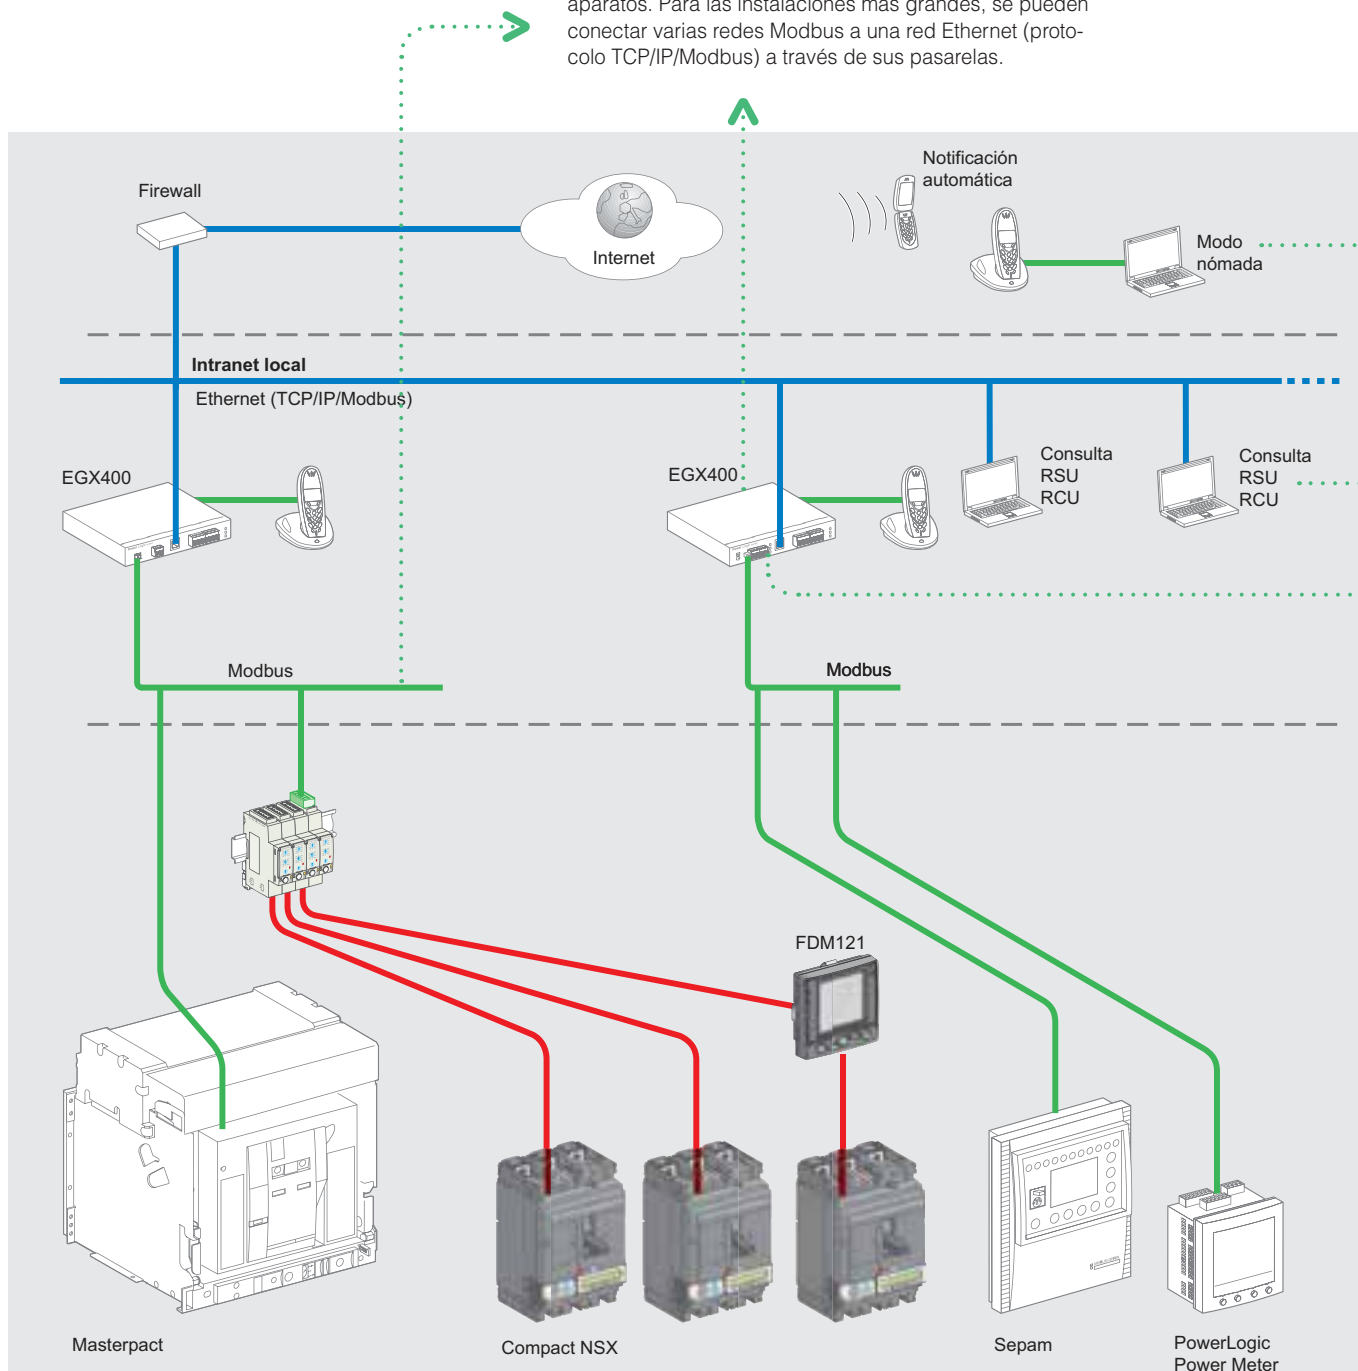 aparatos. Para las instalaciones más grandes, se pueden
conectar varias redes Modbus a una red Ethernet (proto-
colo TCP/IP/Modbus) a través de sus pasarelas.
Notificación
automática
Firewall
Internet
Modo
nómada
Intranet local
Ethernet (TCP/IP/Modbus)
EGX400
EGX400
Consulta
RSU
RCU
Consulta
RSU
RCU
Modbus
Modbus
FDM121
Masterpact
Compact NSX
Sepam
PowerLogic
Power Meter